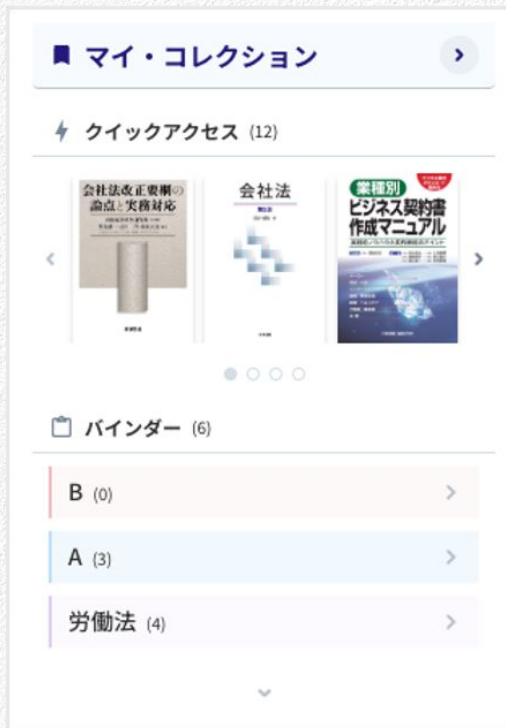 マイ・コレクション
クイックアクセス (12)
会社法改正要綱の
論点と実務対応
会社法
業種別
ビジネス契約書
作成マニュアル
バインダー (6)
B (0)
A (3)
労働法 (4)